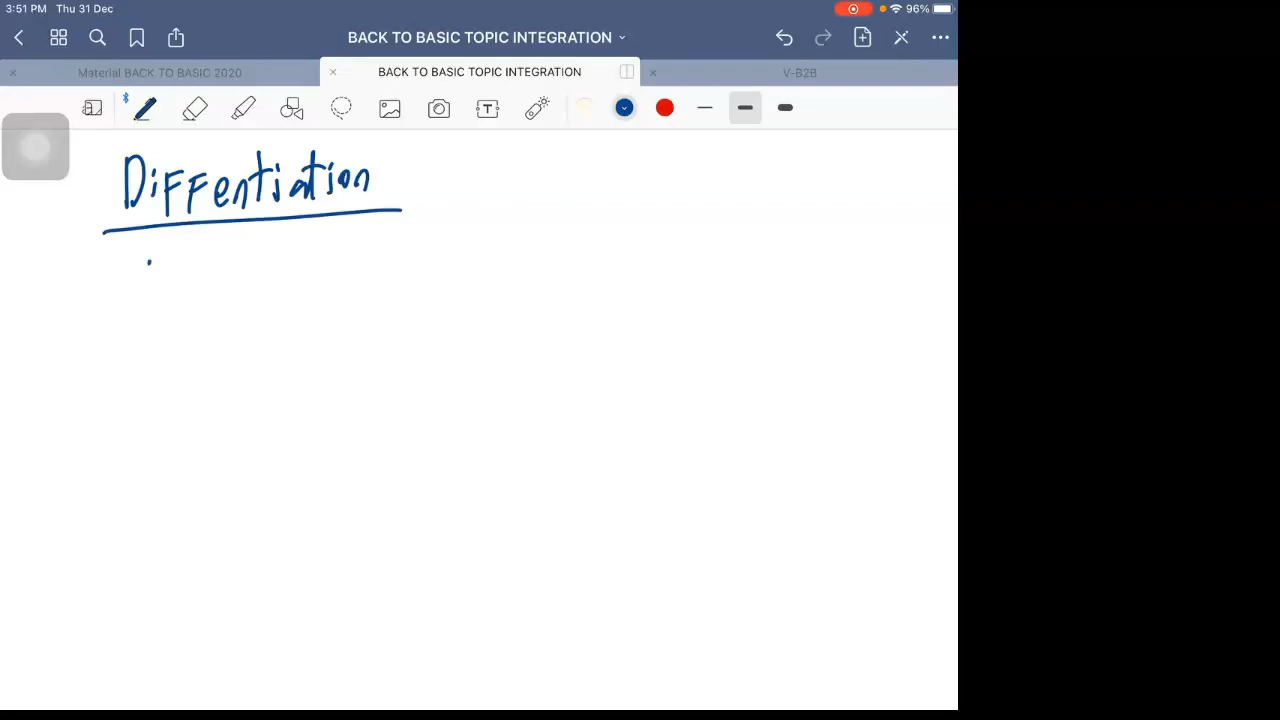 3:51 PM Thu 31 Dec 96%
BACK TO BASIC TOPIC INTEGRATION
Material BACK TO BASIC 2020 BACK TO BASIC TOPIC INTEGRATION V-B2B
T
DiFFentiation